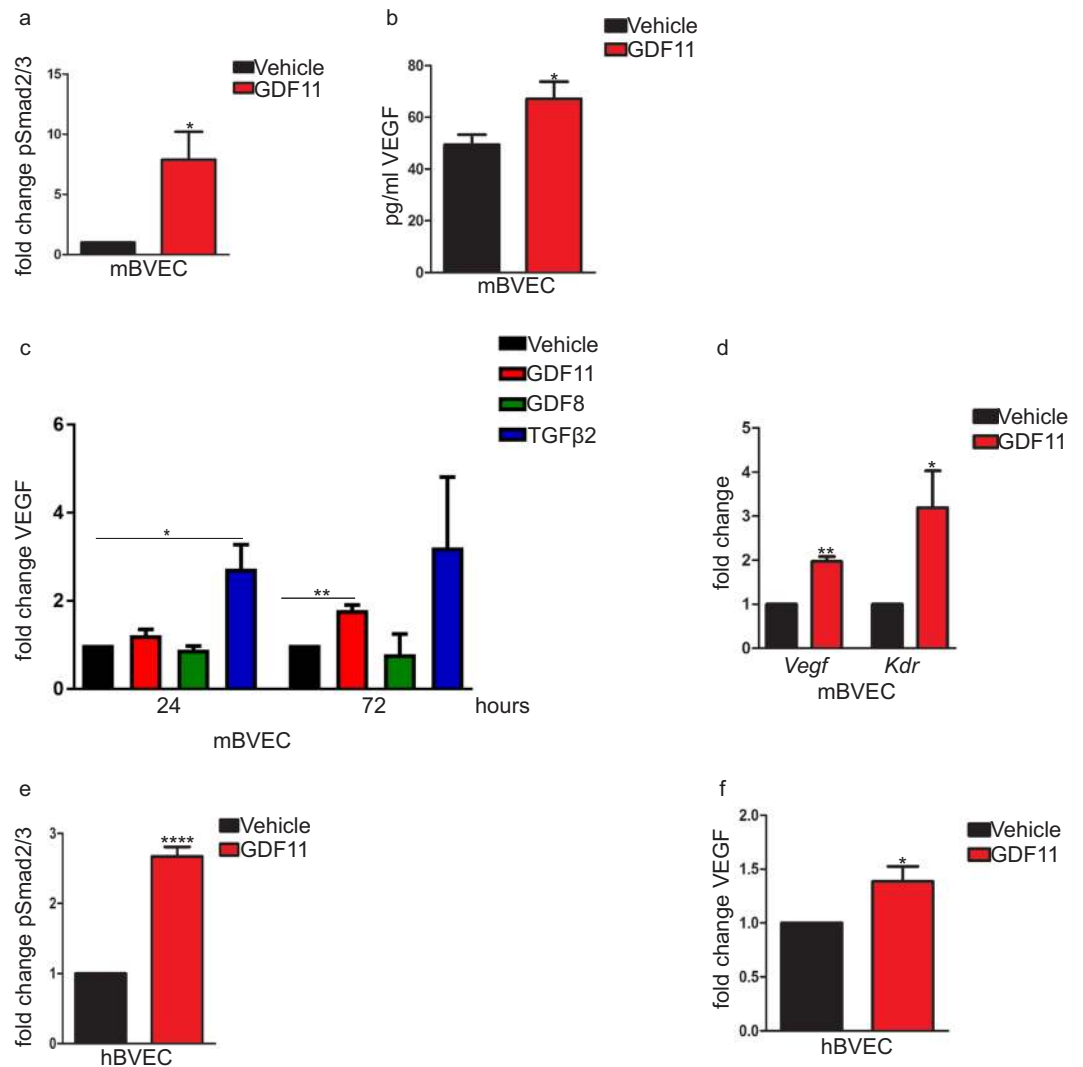 a
fold change pSmad2/3
15
10
5
0
*
mBVEC
Vehicle
GDF11
b
pg/ml VEGF
80
60
40
20
0
*
mBVEC
Vehicle
GDF11
c
fold change VEGF
6
4
2
0
*
**
24 72 hours
mBVEC
Vehicle
GDF11
GDF8
TGFβ2
d
fold change
5
4
3
2
1
0
**
*
Vegf Kdr
mBVEC
Vehicle
GDF11
e
fold change pSmad2/3
3
2
1
0
****
hBVEC
Vehicle
GDF11
f
fold change VEGF
2.0
1.5
1.0
0.5
0.0
*
hBVEC
Vehicle
GDF11